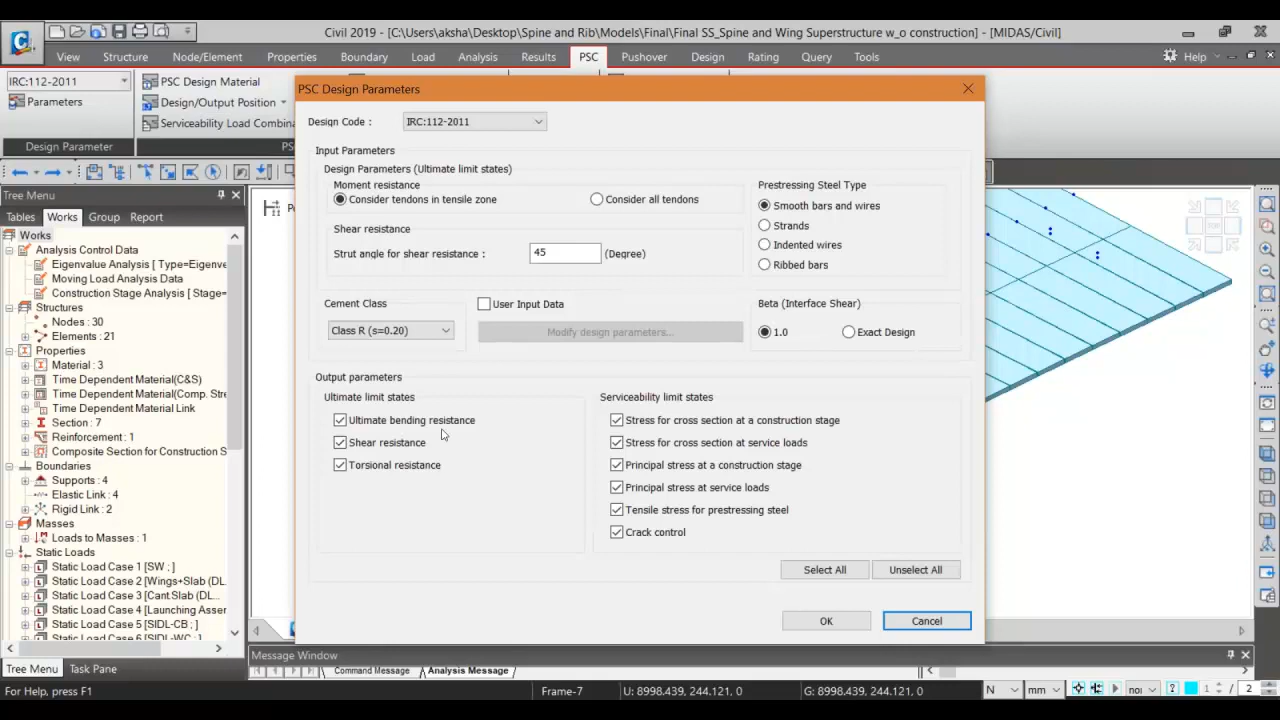 Civil 2019 - [C:\Users\aksha\Desktop\Spine and Rib\Models\Final\Final SS_Spine and Wing Superstructure w_o construction] - [MIDAS/Civil]
View Structure Node/Element Properties Boundary Load Analysis Results PSC Pushover Design Rating Query Tools Help
IRC:112-2011
Parameters
Design Parameter
PSC Design Material
Design/Output Position
Serviceability Load Combina
PSC Design Parameters
Design Code : IRC:112-2011
Input Parameters
Design Parameters (Ultimate limit states)
Moment resistance
Consider tendons in tensile zone Consider all tendons
Shear resistance
Strut angle for shear resistance : 45 (Degree)
Prestressing Steel Type
Smooth bars and wires
Strands
Indented wires
Ribbed bars
Cement Class
Class R (s=0.20)
User Input Data
Modify design parameters...
Beta (Interface Shear)
1.0 Exact Design
Output parameters
Ultimate limit states
Ultimate bending resistance
Shear resistance
Torsional resistance
Serviceability limit states
Stress for cross section at a construction stage
Stress for cross section at service loads
Principal stress at a construction stage
Principal stress at service loads
Tensile stress for prestressing steel
Crack control
Select All Unselect All
OK Cancel
Tree Menu
Tables Works Group Report
Works
Analysis Control Data
Eigenvalue Analysis [ Type=Eigenve
Moving Load Analysis Data
Construction Stage Analysis [ Stage=
Structures
Nodes : 30
Elements : 21
Properties
Material : 3
Time Dependent Material(C&S)
Time Dependent Material(Comp. Stre
Time Dependent Material Link
Section : 7
Reinforcement : 1
Composite Section for Construction S
Boundaries
Supports : 4
Elastic Link : 4
Rigid Link : 2
Masses
Loads to Masses : 1
Static Loads
Static Load Case 1 [SW ; ]
Static Load Case 2 [Wings+Slab (DL..
Static Load Case 3 [Cant.Slab (DL...
Static Load Case 4 [Launching Assem
Static Load Case 5 [SIDL-CB ; ]
Static Load Case 6 [SIDL-WC ; ]
Tree Menu Task Pane
Message Window
Command Message Analysis Message
For Help, press F1 Frame-7 U: 8998.439, 244.121, 0 G: 8998.439, 244.121, 0 N mm nor 1 / 2